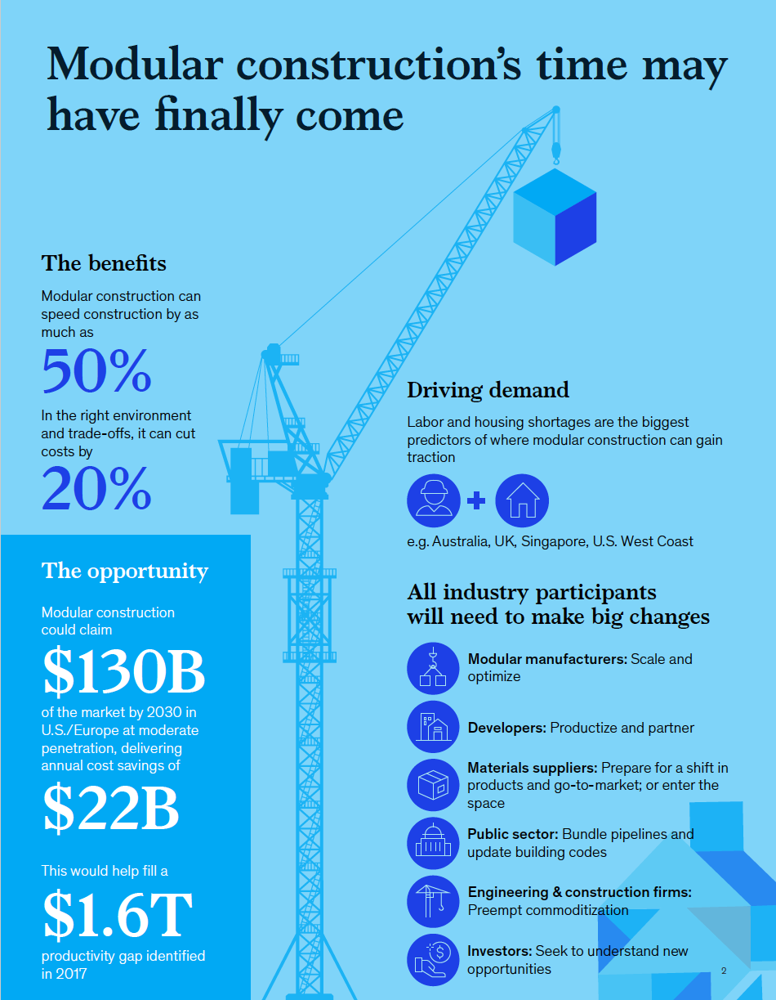 Modular construction’s time may
have finally come
The benefits
Modular construction can
speed construction by as
much as
50%
In the right environment
and trade-offs, it can cut
costs by
20%
The opportunity
Modular construction
could claim
$130B
of the market by 2030 in
U.S./Europe at moderate
penetration, delivering
annual cost savings of
$22B
This would help fill a
$1.6T
productivity gap identified
in 2017
Driving demand
Labor and housing shortages are the biggest
predictors of where modular construction can gain
traction
+
e.g. Australia, UK, Singapore, U.S. West Coast
All industry participants
will need to make big changes
Modular manufacturers: Scale and
optimize
Developers: Productize and partner
Materials suppliers: Prepare for a shift in
products and go-to-market; or enter the
space
Public sector: Bundle pipelines and
update building codes
Engineering & construction firms:
Preempt commoditization
$
Investors: Seek to understand new
opportunities
2